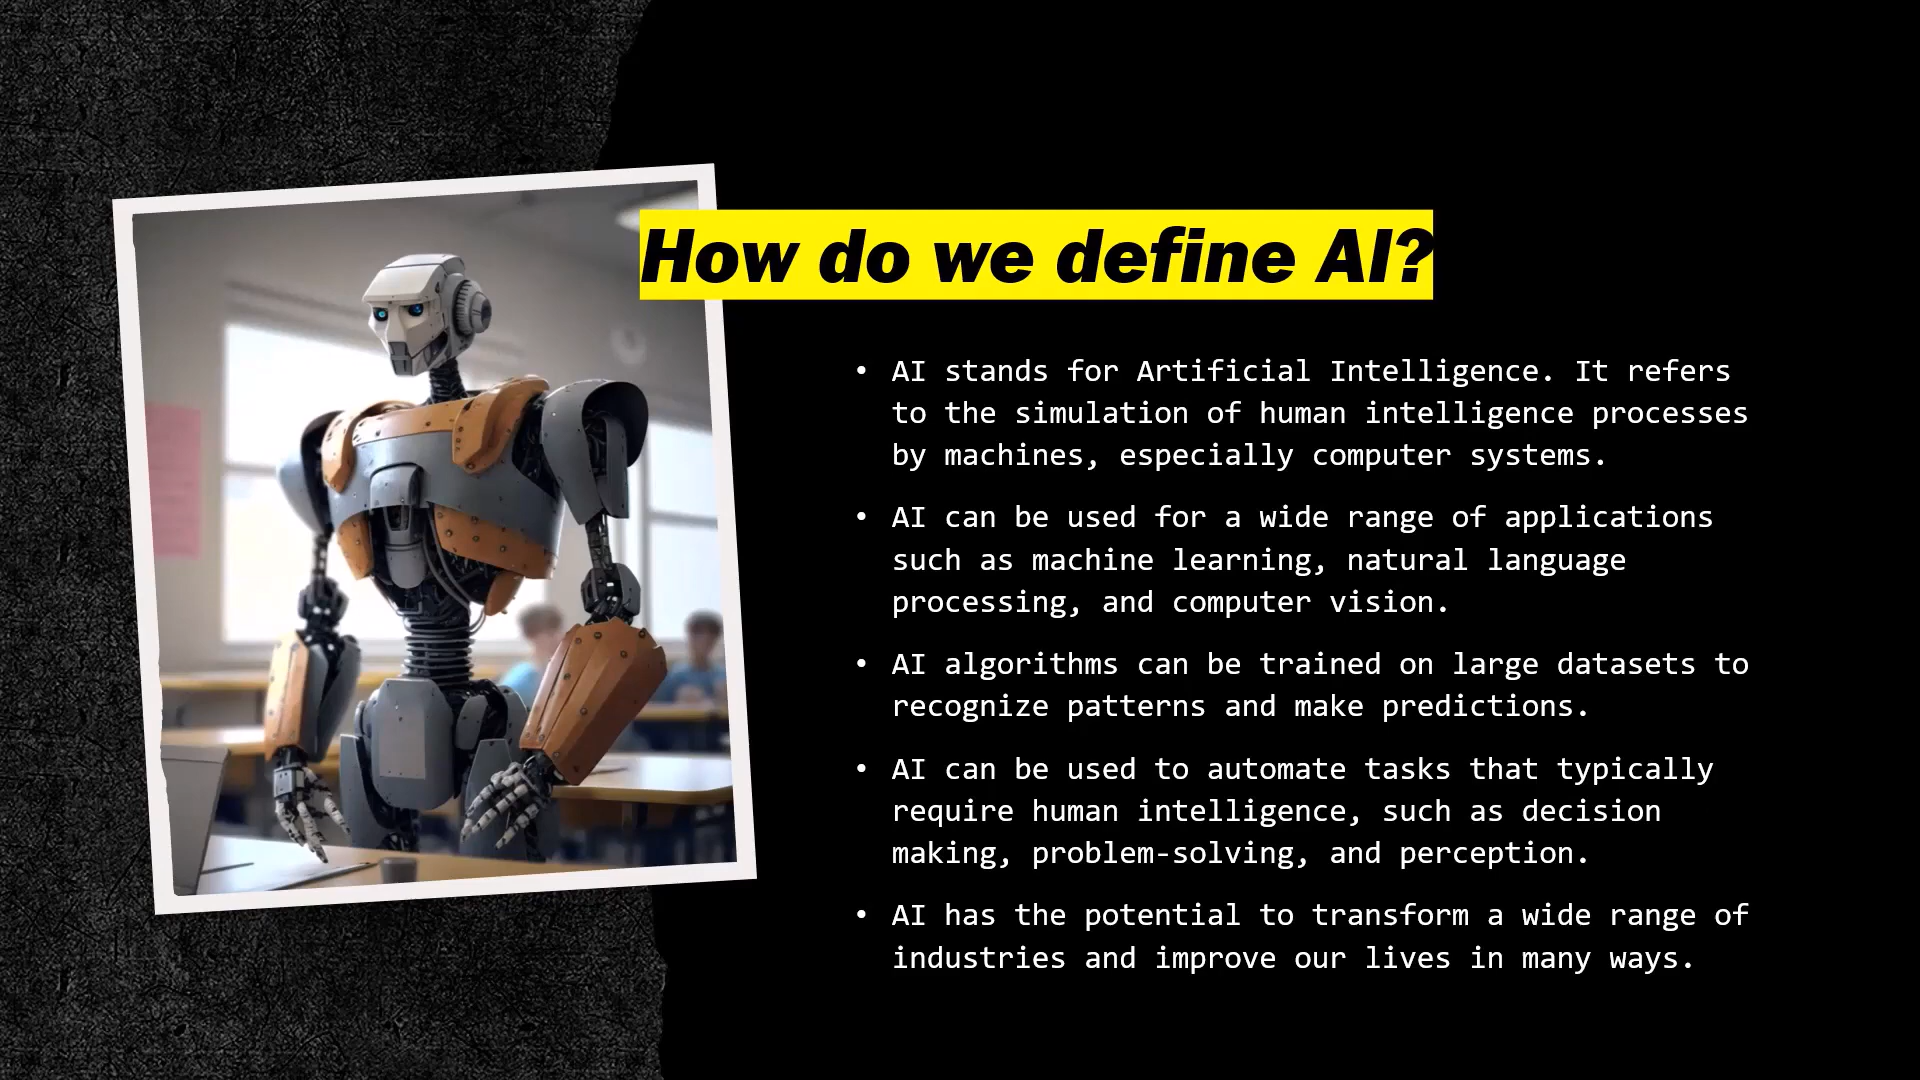 How do we define AI?
• AI stands for Artificial Intelligence. It refers
to the simulation of human intelligence processes
by machines, especially computer systems.
• AI can be used for a wide range of applications
such as machine learning, natural language
processing, and computer vision.
• AI algorithms can be trained on large datasets to
recognize patterns and make predictions.
• AI can be used to automate tasks that typically
require human intelligence, such as decision
making, problem-solving, and perception.
• AI has the potential to transform a wide range of
industries and improve our lives in many ways.